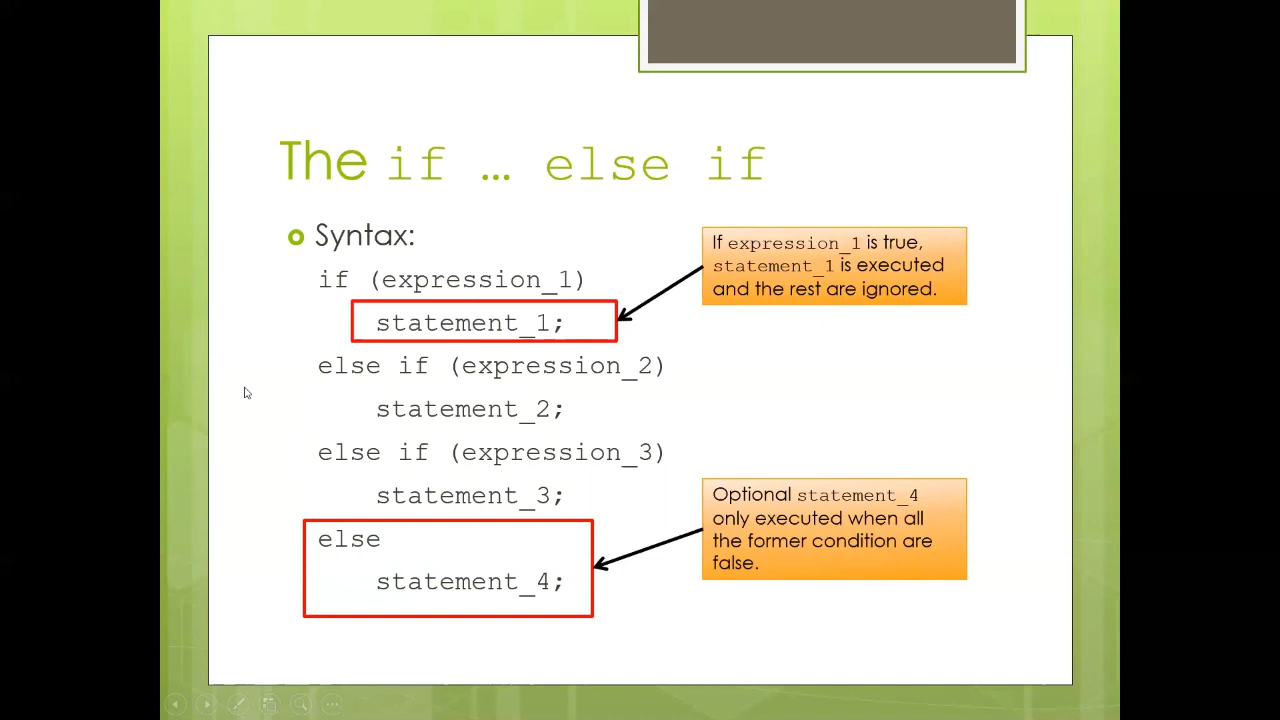 The if … else if
Syntax:
if (expression_1)
statement_1;
else if (expression_2)
statement_2;
else if (expression_3)
statement_3;
else
statement_4;
If expression_1 is true,
statement_1 is executed
and the rest are ignored.
Optional statement_4
only executed when all
the former condition are
false.